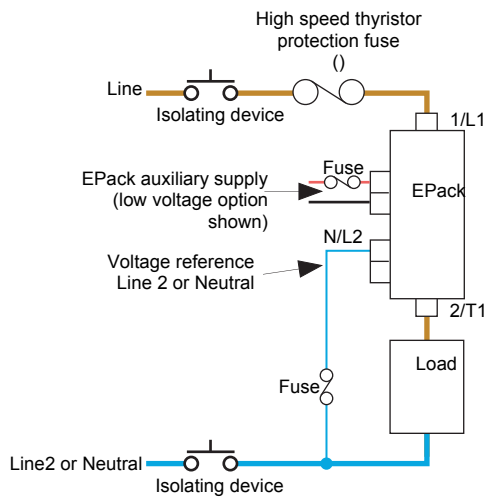 High speed thyristor
protection fuse
()
Line
Isolating device
1/L1
Fuse
EPack auxiliary supply
(low voltage option
shown)
EPack
N/L2
Voltage reference
Line 2 or Neutral
2/T1
Load
Fuse
Line2 or Neutral
Isolating device